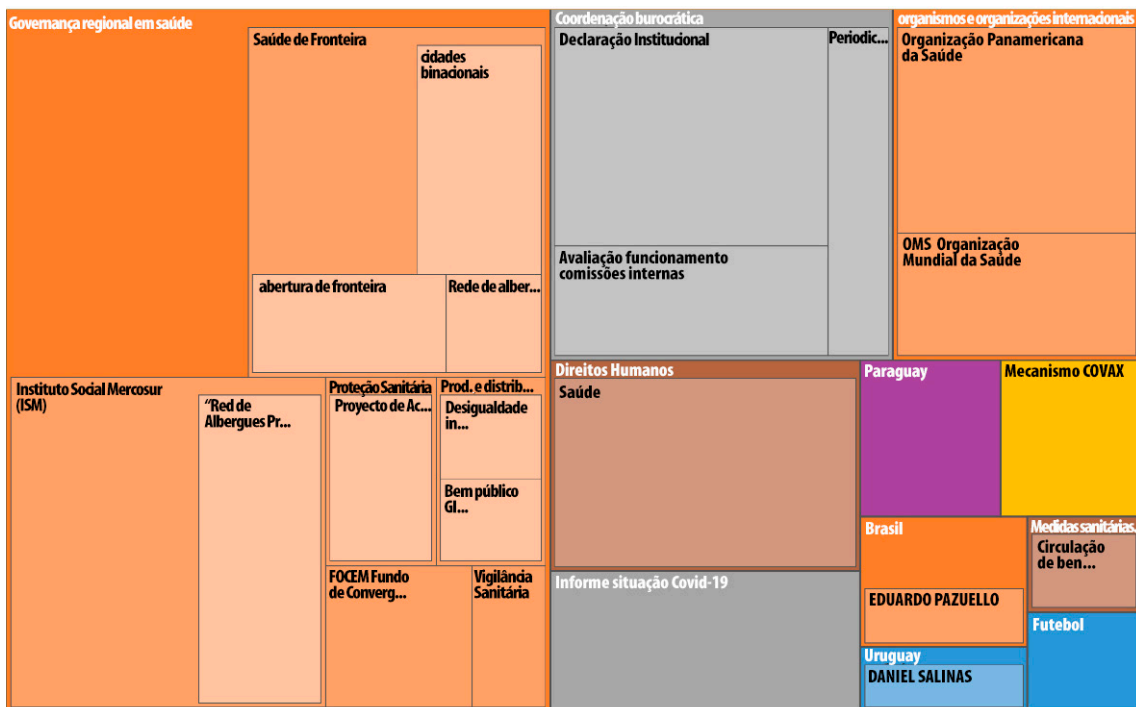 Governança regional em saúde
Saúde de Fronteira
cidades
binacionais
abertura de fronteira
Rede de alber...
Instituto Social Mercosur
(ISM)
“Red de
Albergues Pr...
Proteção Sanitária
Proyecto de Ac...
Prod. e distrib...
Desigualdade
in...
Bem público
Gl...
FOCEM Fundo
de Converg...
Vigilância
Sanitária
Coordenação burocrática
Declaração Institucional
Periodic...
Avaliação funcionamento
comissões internas
organismos e organizações internacionais
Organização Panamericana
da Saúde
OMS Organização
Mundial da Saúde
Direitos Humanos
Saúde
Informe situação Covid-19
Paraguay
Mecanismo COVAX
Brasil
EDUARDO PAZUELLO
Medidas sanitárias.
Circulação
de ben...
Uruguay
DANIEL SALINAS
Futebol